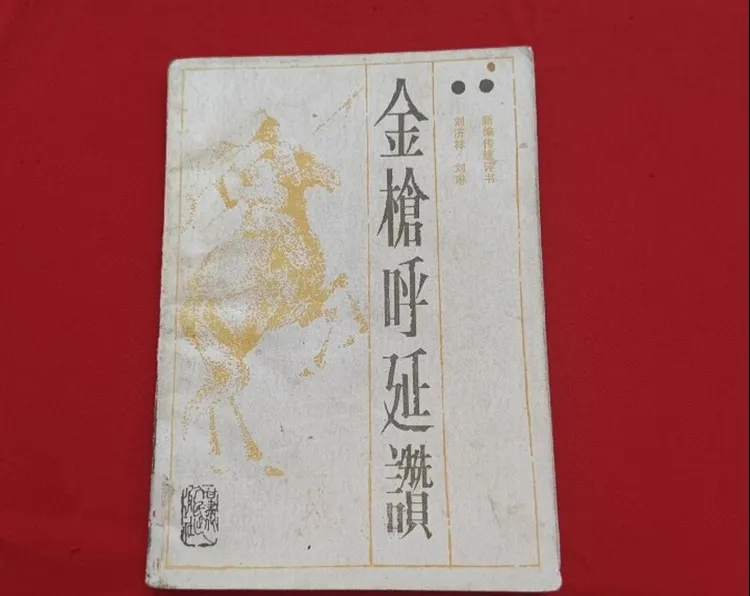 新编传统评书
刘济祥 刘琳
金槍呼延讚